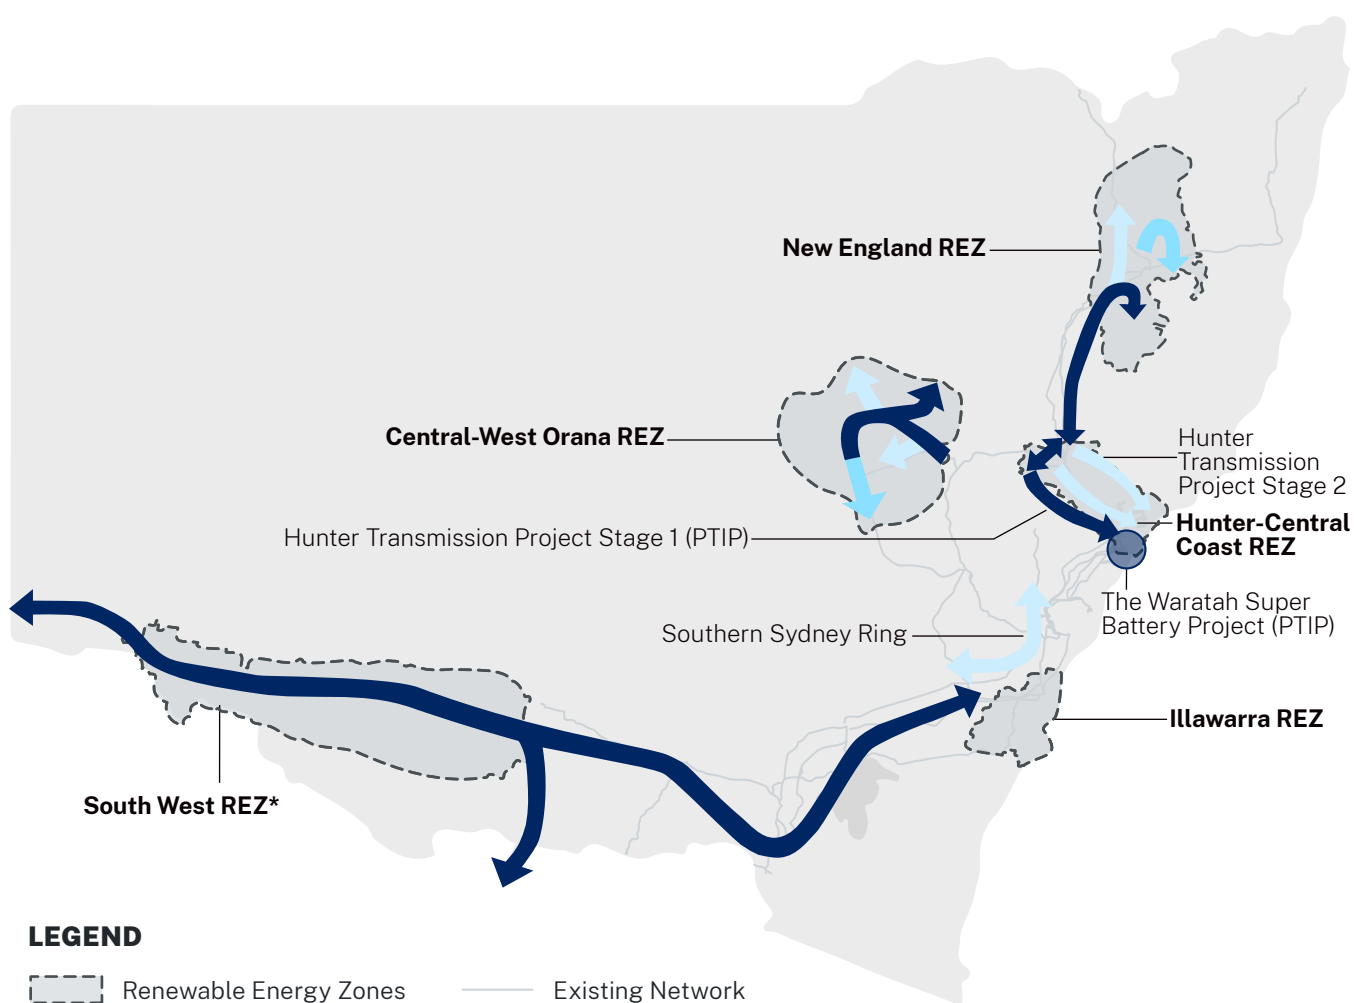 New England REZ
Central-West Orana REZ
Hunter
Transmission
Project Stage 2
Hunter-Central
Coast REZ
Hunter Transmission Project Stage 1 (PTIP)
The Waratah Super
Battery Project (PTIP)
Southern Sydney Ring
Illawarra REZ
South West REZ*
LEGEND
Renewable Energy Zones
Existing Network